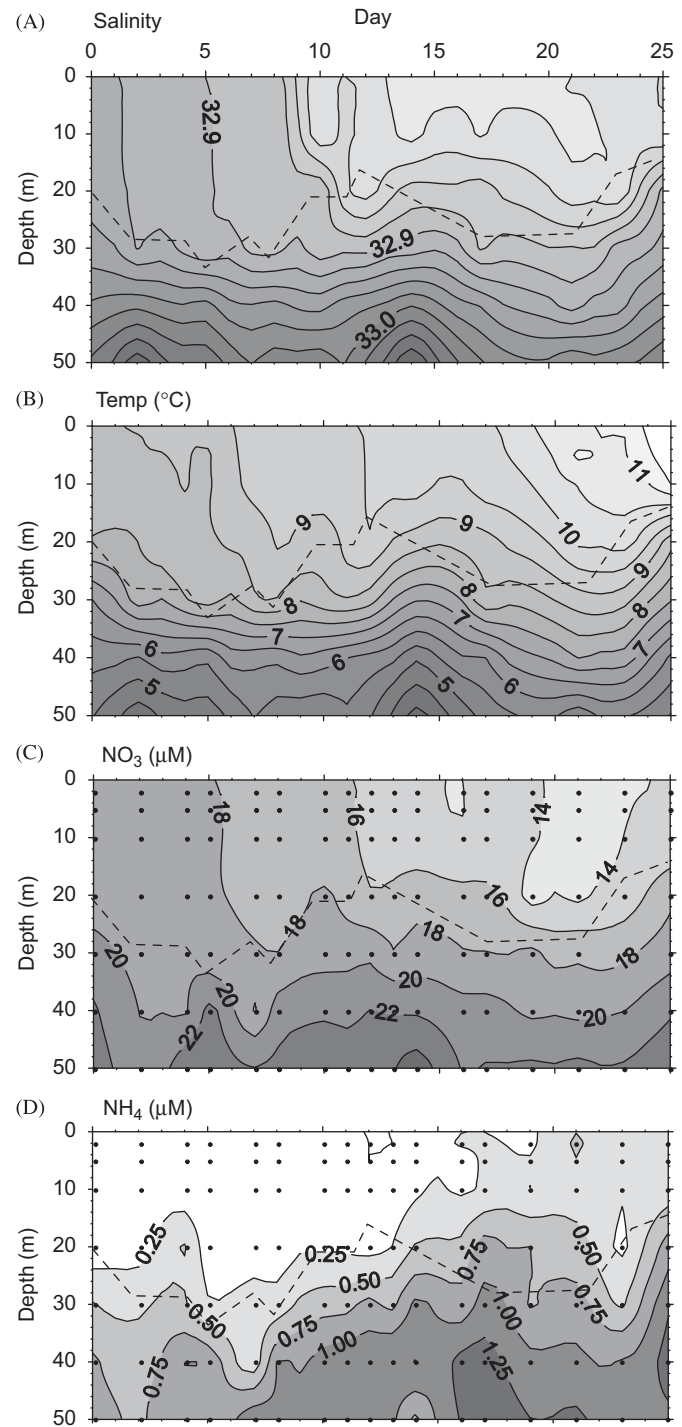 (A) Salinity Day
0 5 10 15 20 25
0
10
20
30
40
50
Depth (m)
32.9
32.9
33.0
(B) Temp (°C)
0
10
20
30
40
50
Depth (m)
11
9 9 10
9
8 8 8
7 7 7
6 6 6
5 5
(C) NO₃ (μM)
0
10
20
30
40
50
Depth (m)
18 16 14
14
16
18 18 18
20 20 20 20
22 22
(D) NH₄ (μM)
0
10
20
30
40
50
Depth (m)
0.25 0.25 0.50
0.50 0.75
0.50 0.75 1.00 0.75
0.75 1.00 1.25